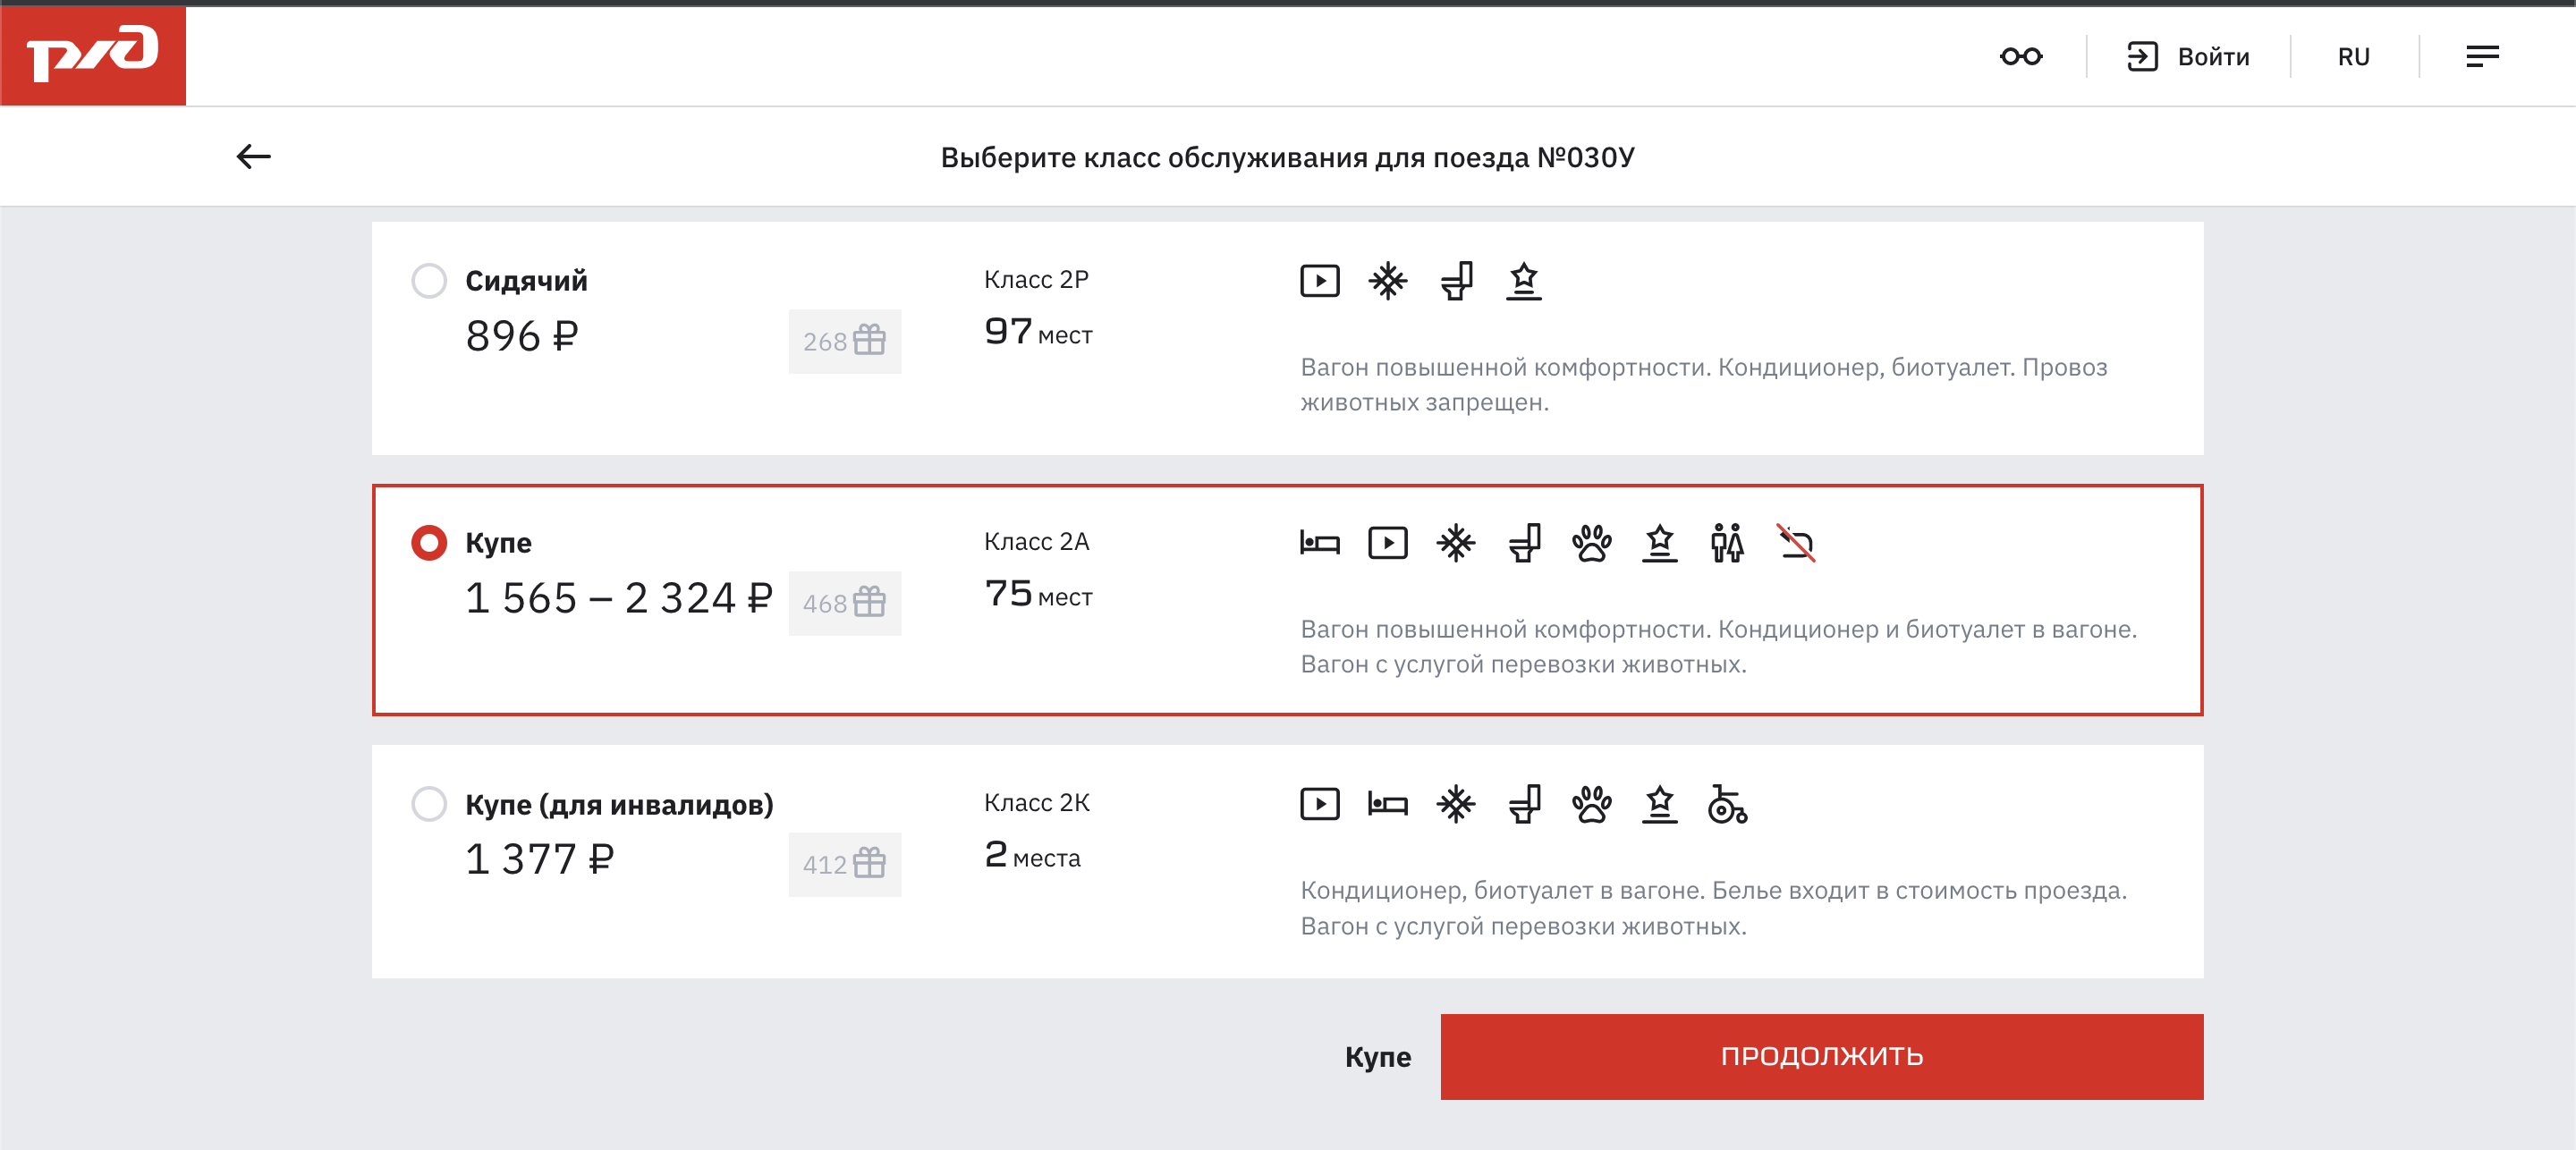 ржд
Войти
RU
Выберите класс обслуживания для поезда №030У
Сидячий
896 ₽
268
Класс 2Р
97 мест
Вагон повышенной комфортности. Кондиционер, биотуалет. Провоз
животных запрещен.
Купе
1 565 – 2 324 ₽
468
Класс 2А
75 мест
Вагон повышенной комфортности. Кондиционер и биотуалет в вагоне.
Вагон с услугой перевозки животных.
Купе (для инвалидов)
1 377 ₽
412
Класс 2К
2 места
Кондиционер, биотуалет в вагоне. Белье входит в стоимость проезда.
Вагон с услугой перевозки животных.
Купе
ПРОДОЛЖИТЬ